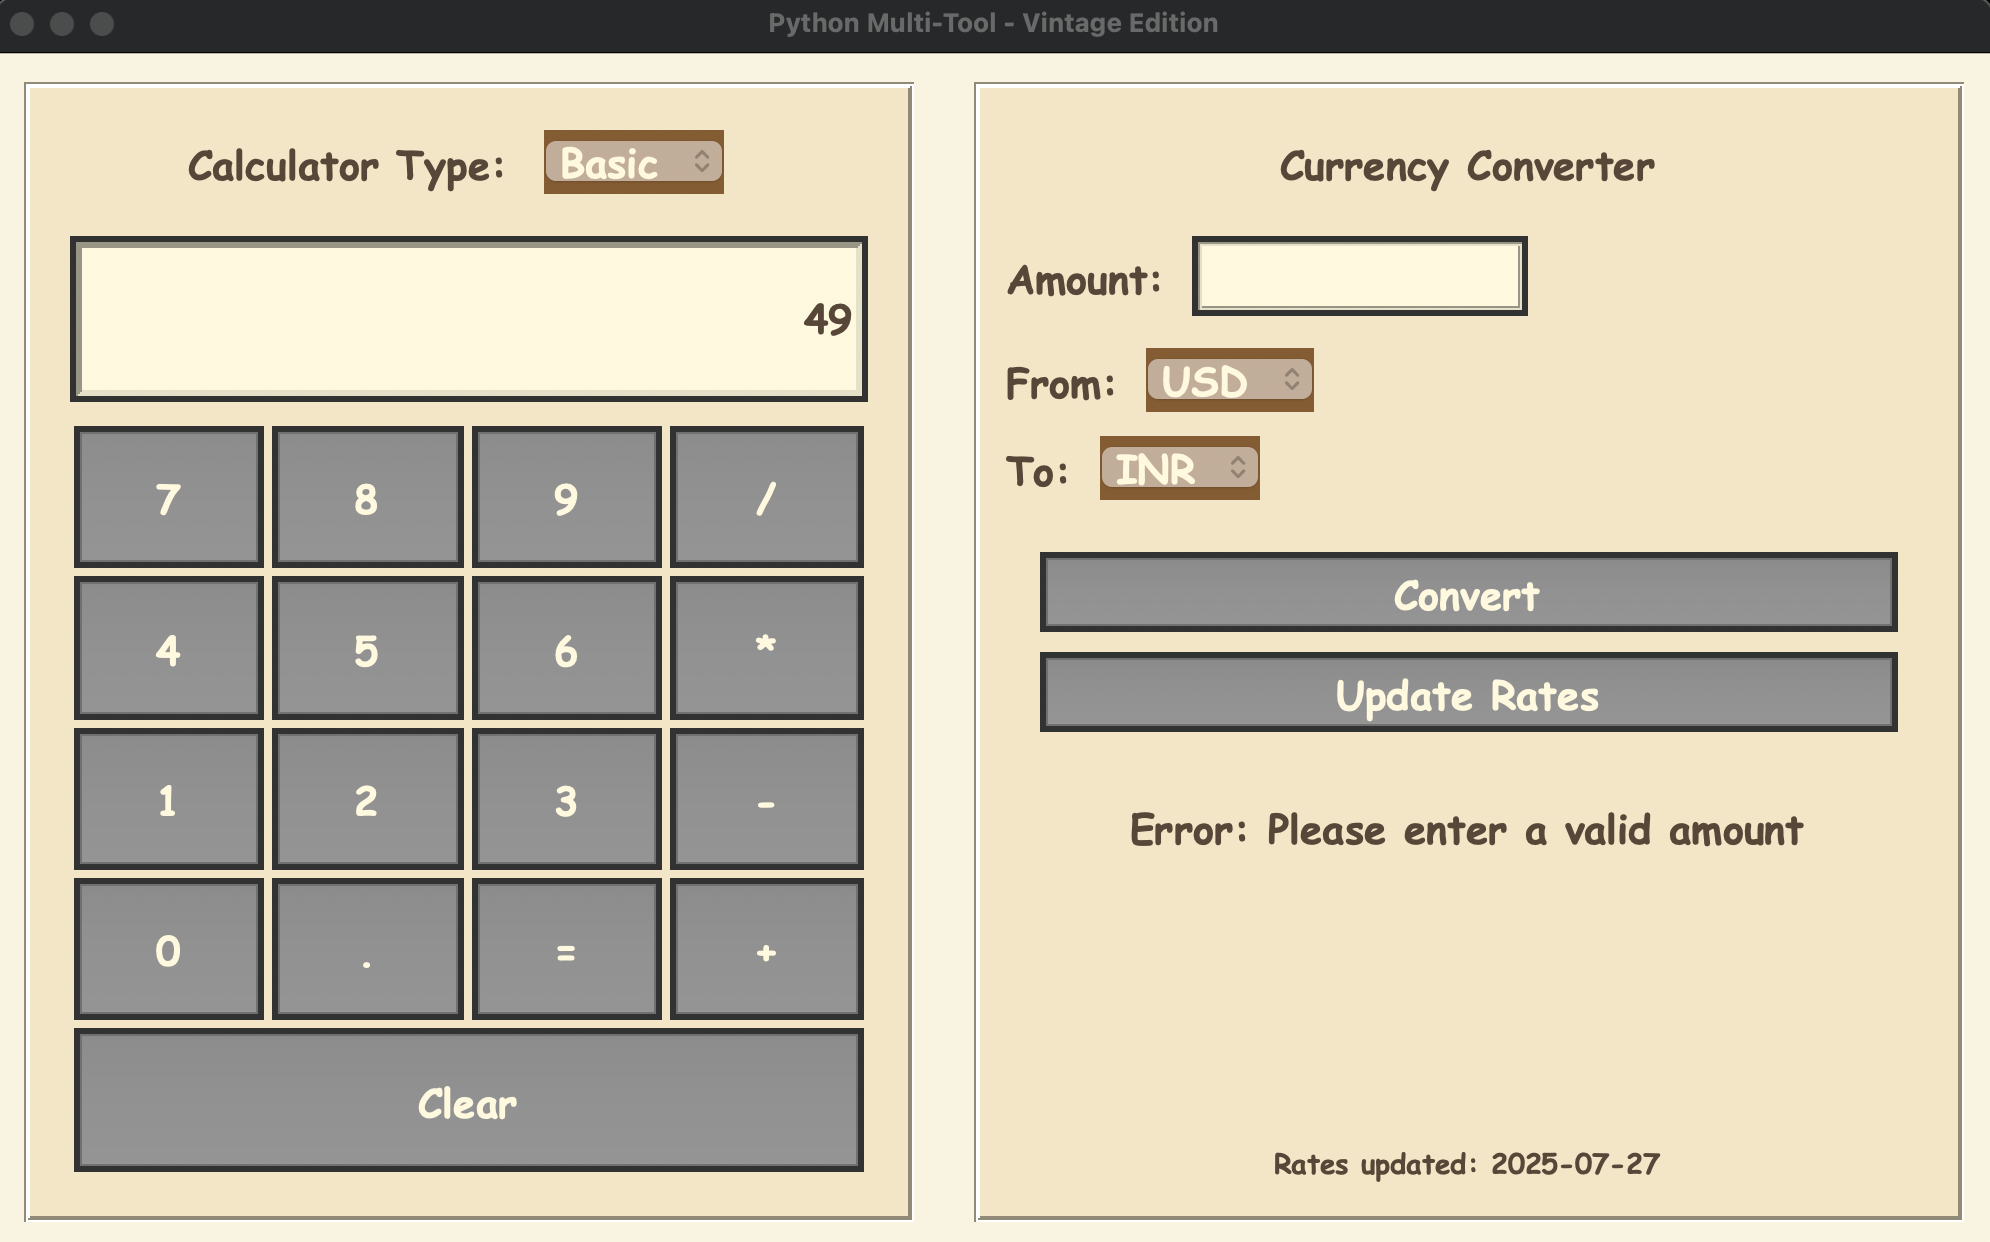 Python Multi-Tool - Vintage Edition
Calculator Type: Basic
49
7 8 9 /
4 5 6 *
1 2 3 -
0 . = +
Clear
Currency Converter
Amount:
From: USD
To: INR
Convert
Update Rates
Error: Please enter a valid amount
Rates updated: 2025-07-27